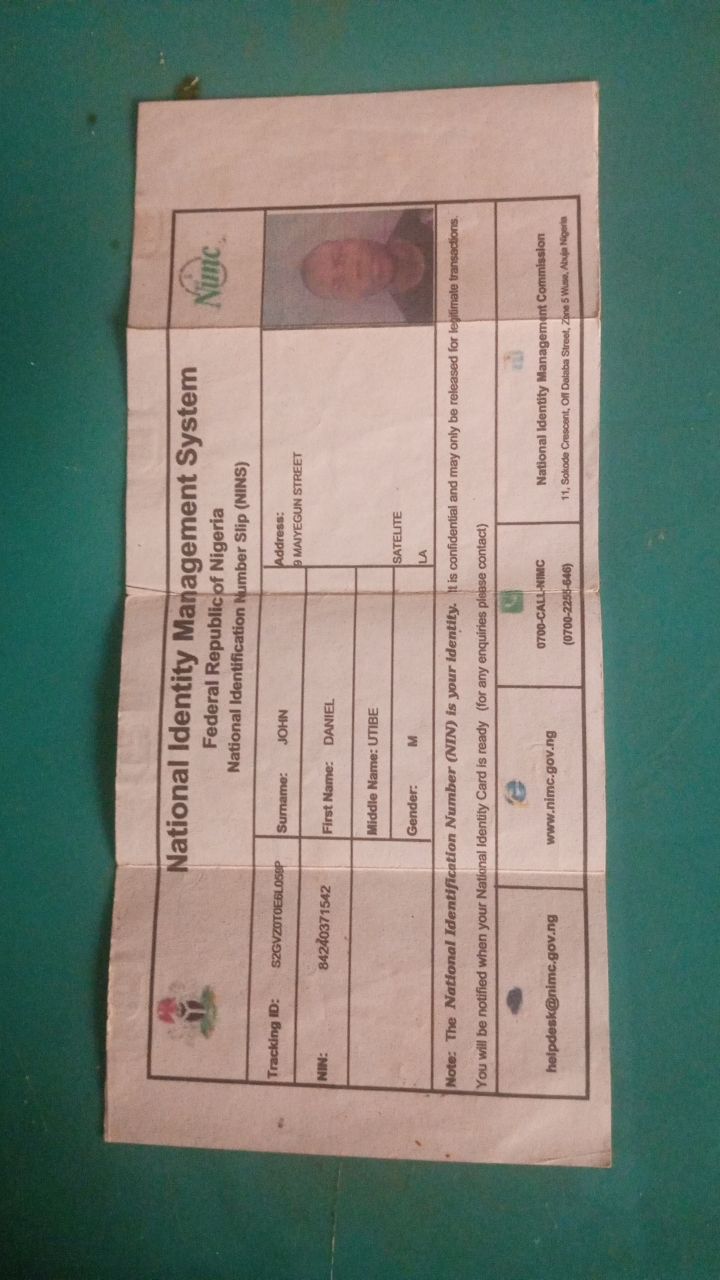 National Identity Management System
Federal Republic of Nigeria
National Identification Number Slip (NINS)
Nimc
Tracking ID: S2GVZ0T0E6L059P
Surname: JOHN
Address:
9 MAIYEGUN STREET
NIN: 84240371542
First Name: DANIEL
Middle Name: UTIBE
SATELITE
Gender: M
LA
Note: The National Identification Number (NIN) is your identity. It is confidential and may only be released for legitimate transactions.
You will be notified when your National Identity Card is ready (for any enquiries please contact)
helpdesk@nimc.gov.ng
www.nimc.gov.ng
0700-CALL-NIMC
(0700-2255-646)
National Identity Management Commission
11, Sokode Crescent, Off Dalaba Street, Zone 5 Wuse, Abuja Nigeria